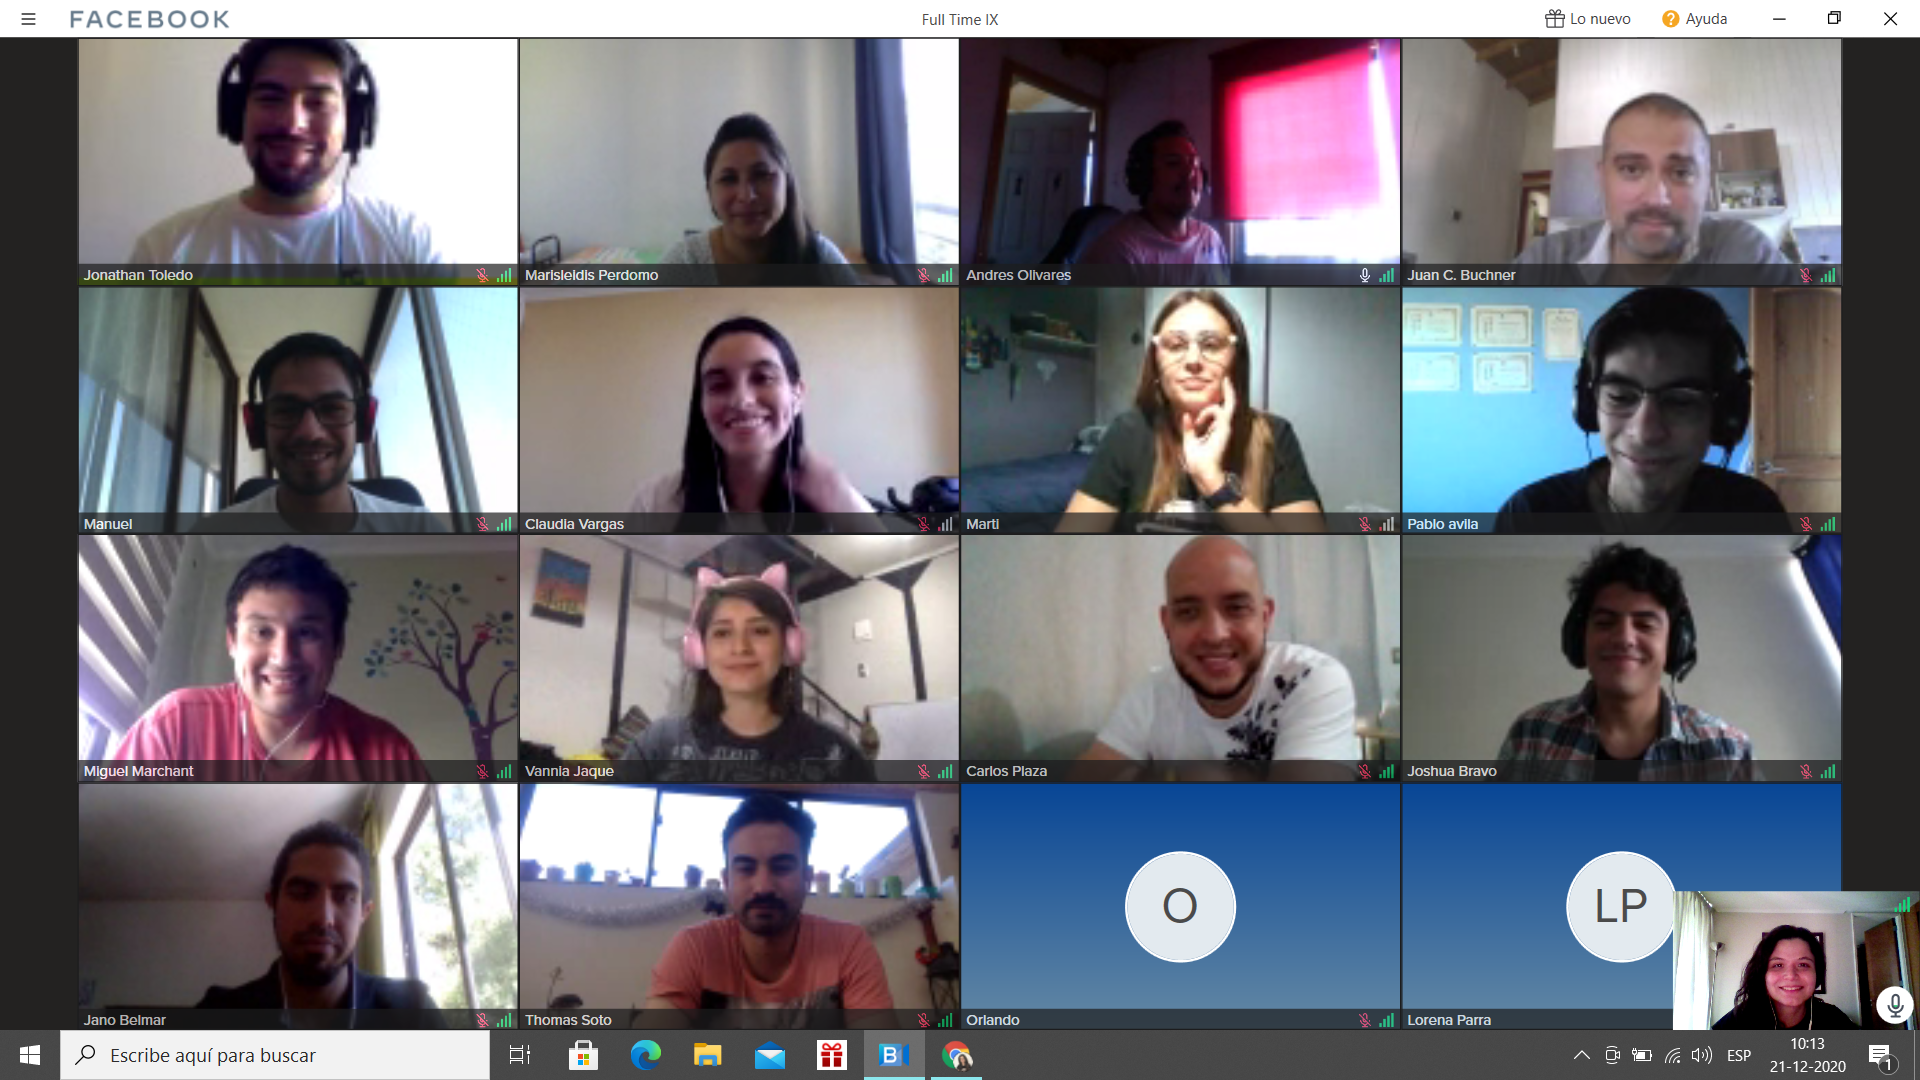 FACEBOOK
Full Time IX
Lo nuevo
Ayuda
Jonathan Toledo
Marisleidis Perdomo
Andres Olivares
Juan C. Buchner
Manuel
Claudia Vargas
Marti
Pablo avila
Miguel Marchant
Vannia Jaque
Carlos Plaza
Joshua Bravo
Jano Belmar
Thomas Soto
O
Orlando
LP
Lorena Parra
Escribe aquí para buscar
B
ESP
10:13
21-12-2020
1